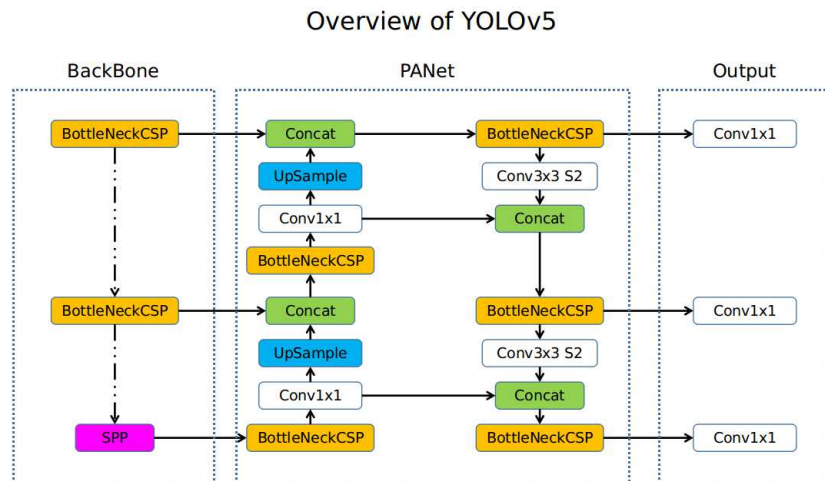 Overview of YOLOv5
BackBone
PANet
Output
BottleNeckCSP
Concat
BottleNeckCSP
Conv1x1
UpSample
Conv3x3 S2
Conv1x1
Concat
BottleNeckCSP
BottleNeckCSP
Concat
BottleNeckCSP
Conv1x1
UpSample
Conv3x3 S2
Conv1x1
Concat
SPP
BottleNeckCSP
BottleNeckCSP
Conv1x1